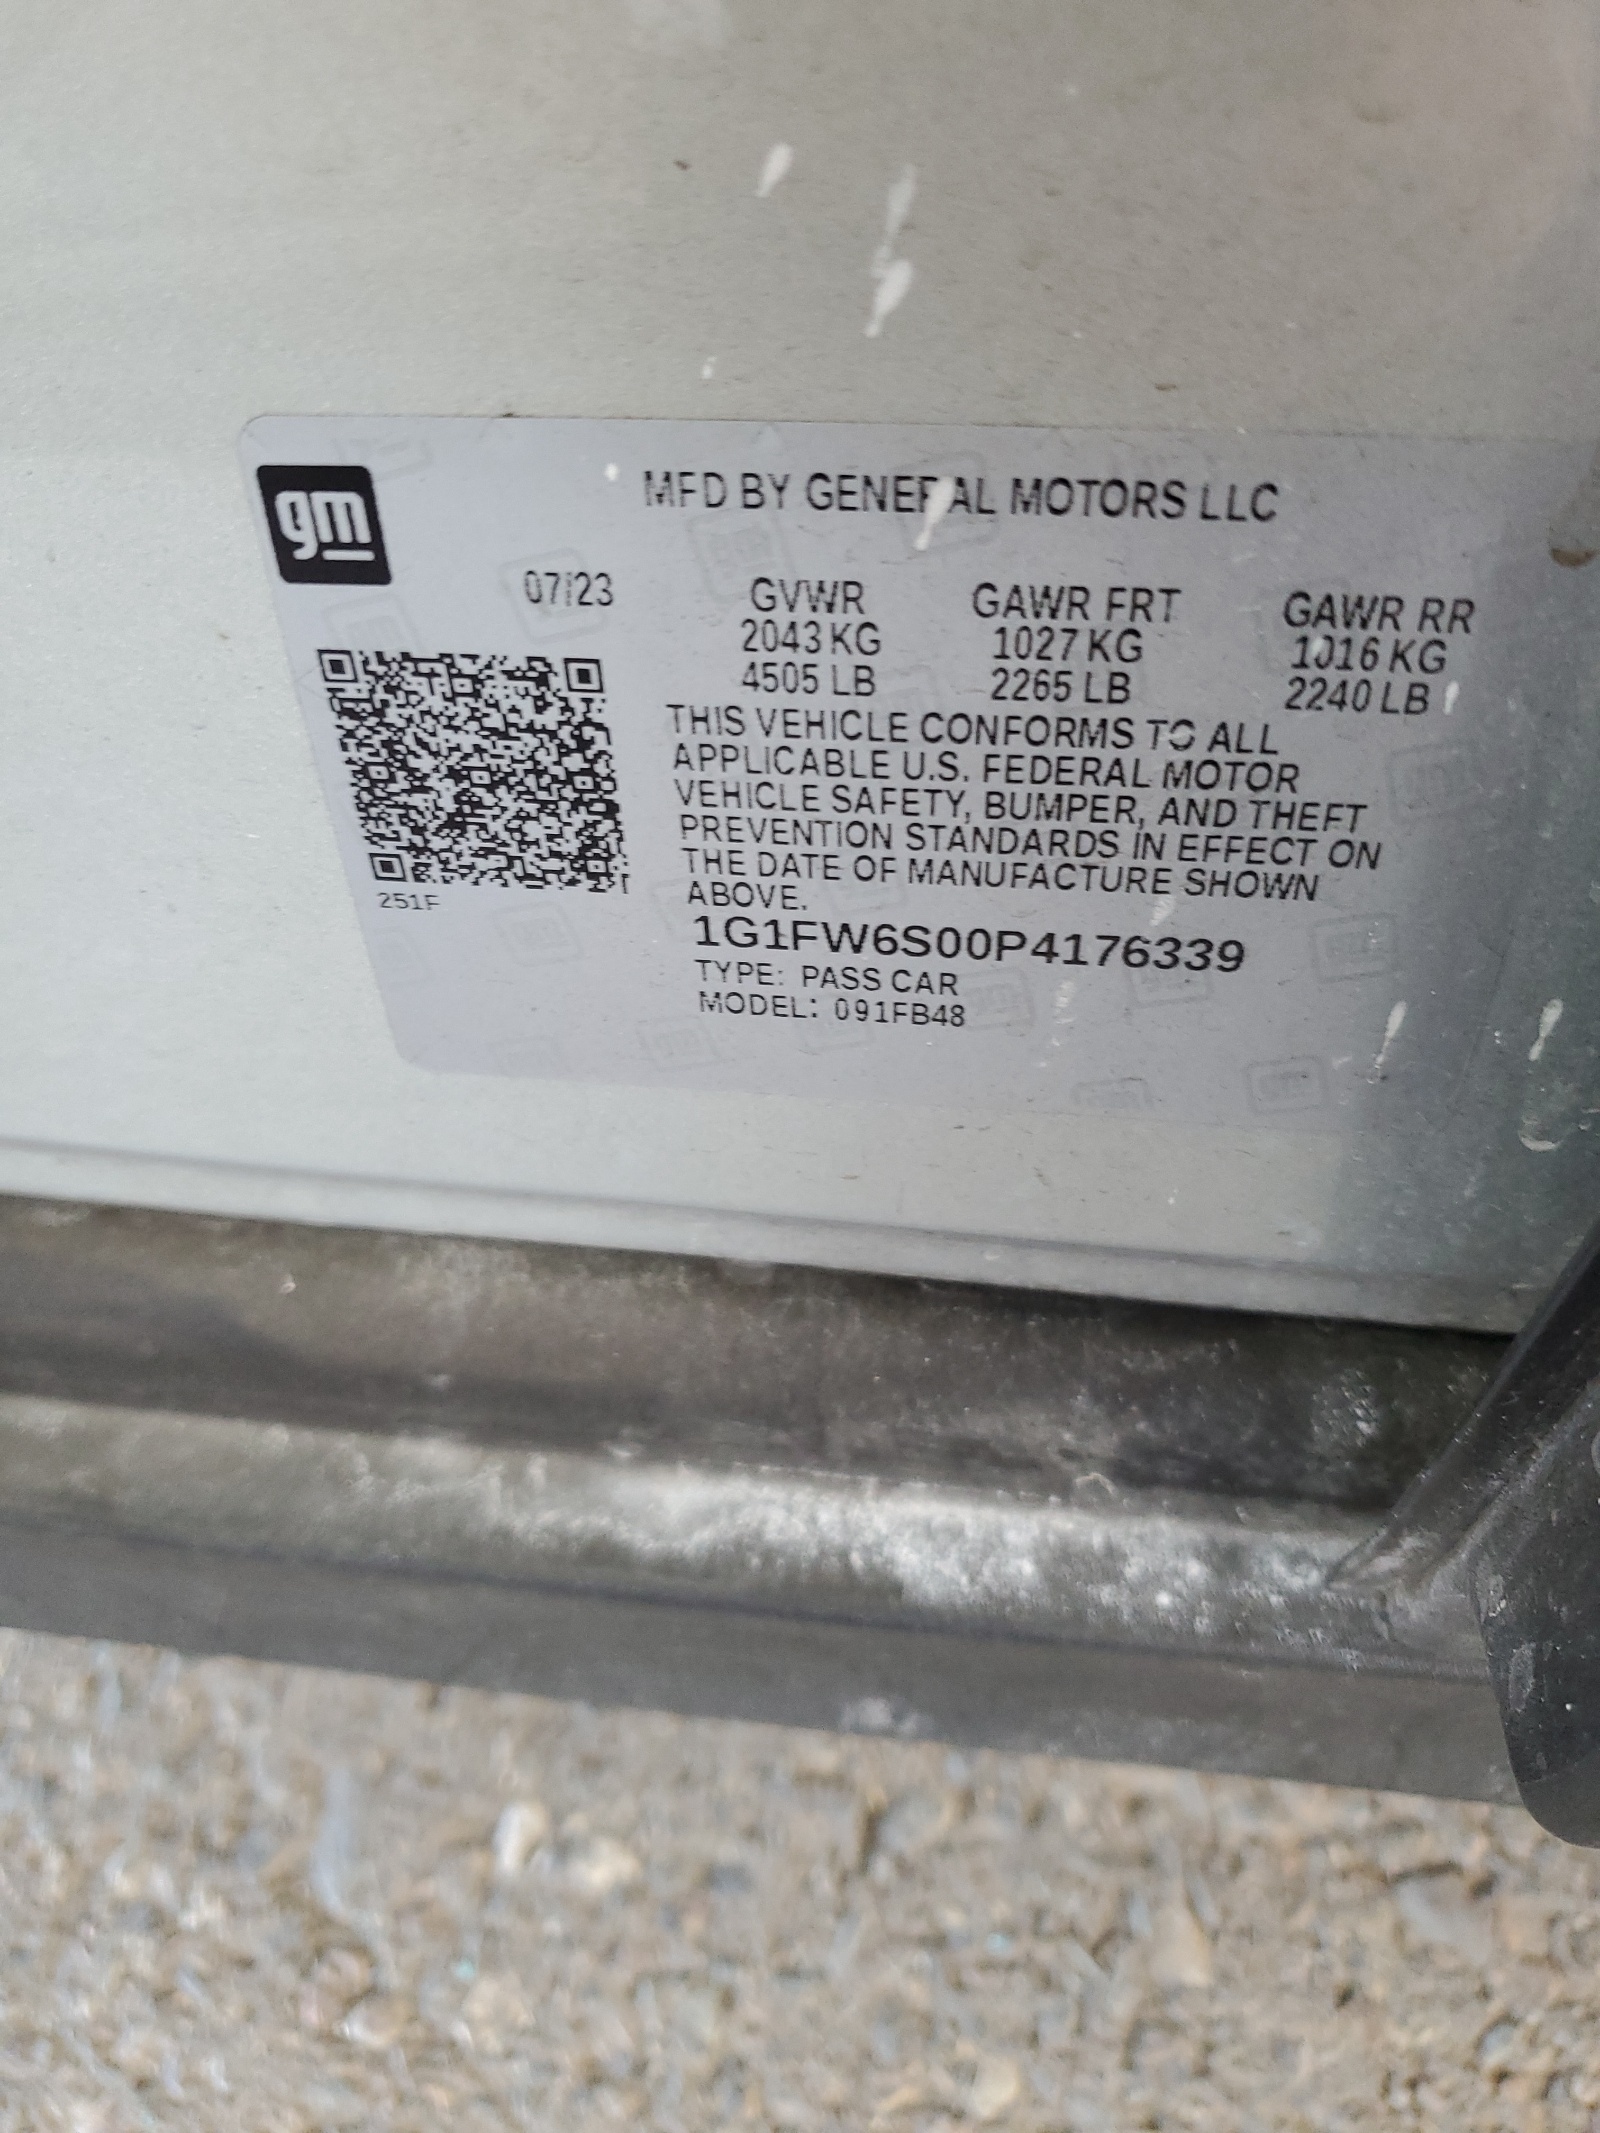 gm
MFD BY GENERAL MOTORS LLC
07/23
GVWR GAWR FRT GAWR RR
2043 KG 1027 KG 1016 KG
4505 LB 2265 LB 2240 LB
THIS VEHICLE CONFORMS TO ALL
APPLICABLE U.S. FEDERAL MOTOR
VEHICLE SAFETY, BUMPER, AND THEFT
PREVENTION STANDARDS IN EFFECT ON
THE DATE OF MANUFACTURE SHOWN
ABOVE.
251F
1G1FW6S00P4176339
TYPE: PASS CAR
MODEL: 091FB48